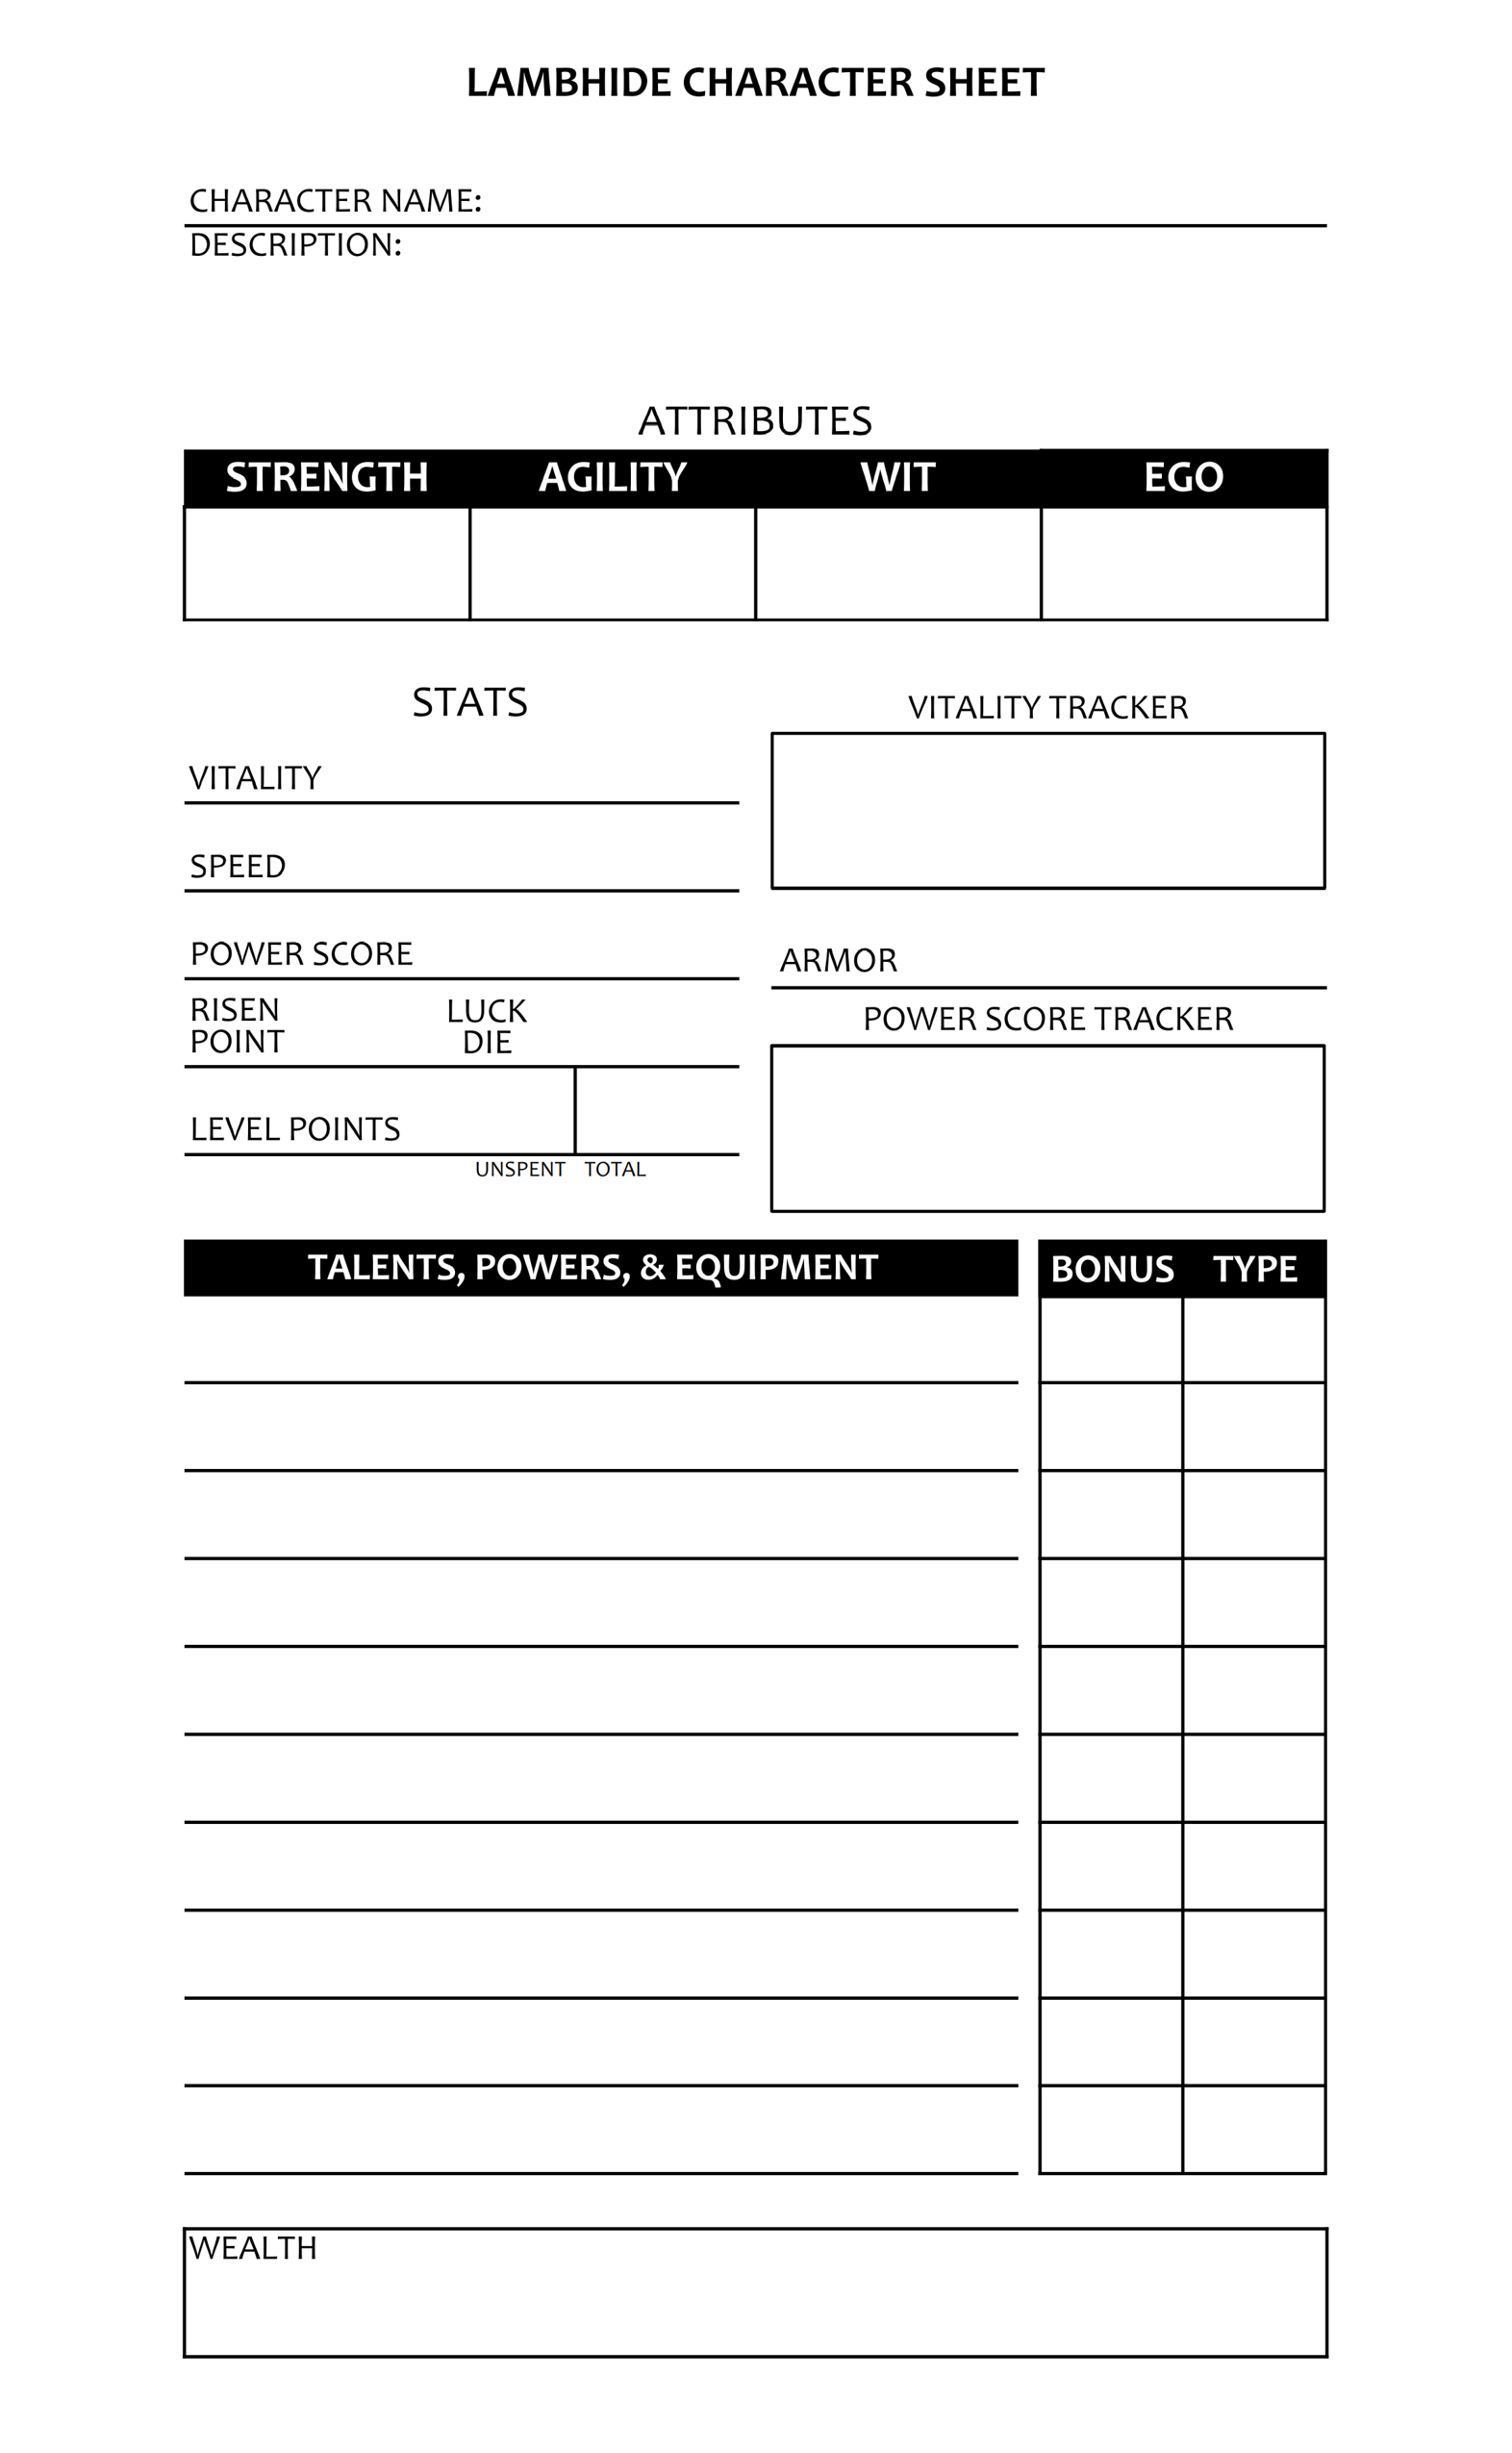 LAMBHIDE CHARACTER SHEET
CHARACTER NAME:
DESCRIPTION:
ATTRIBUTES
STRENGTH AGILITY WIT EGO
STATS
VITALITY
SPEED
POWER SCORE
RISEN
POINT
LUCK
DIE
LEVEL POINTS
UNSPENT TOTAL
VITALITY TRACKER
ARMOR
POWER SCORE TRACKER
TALENTS, POWERS, & EQUIPMENT BONUS TYPE
WEALTH